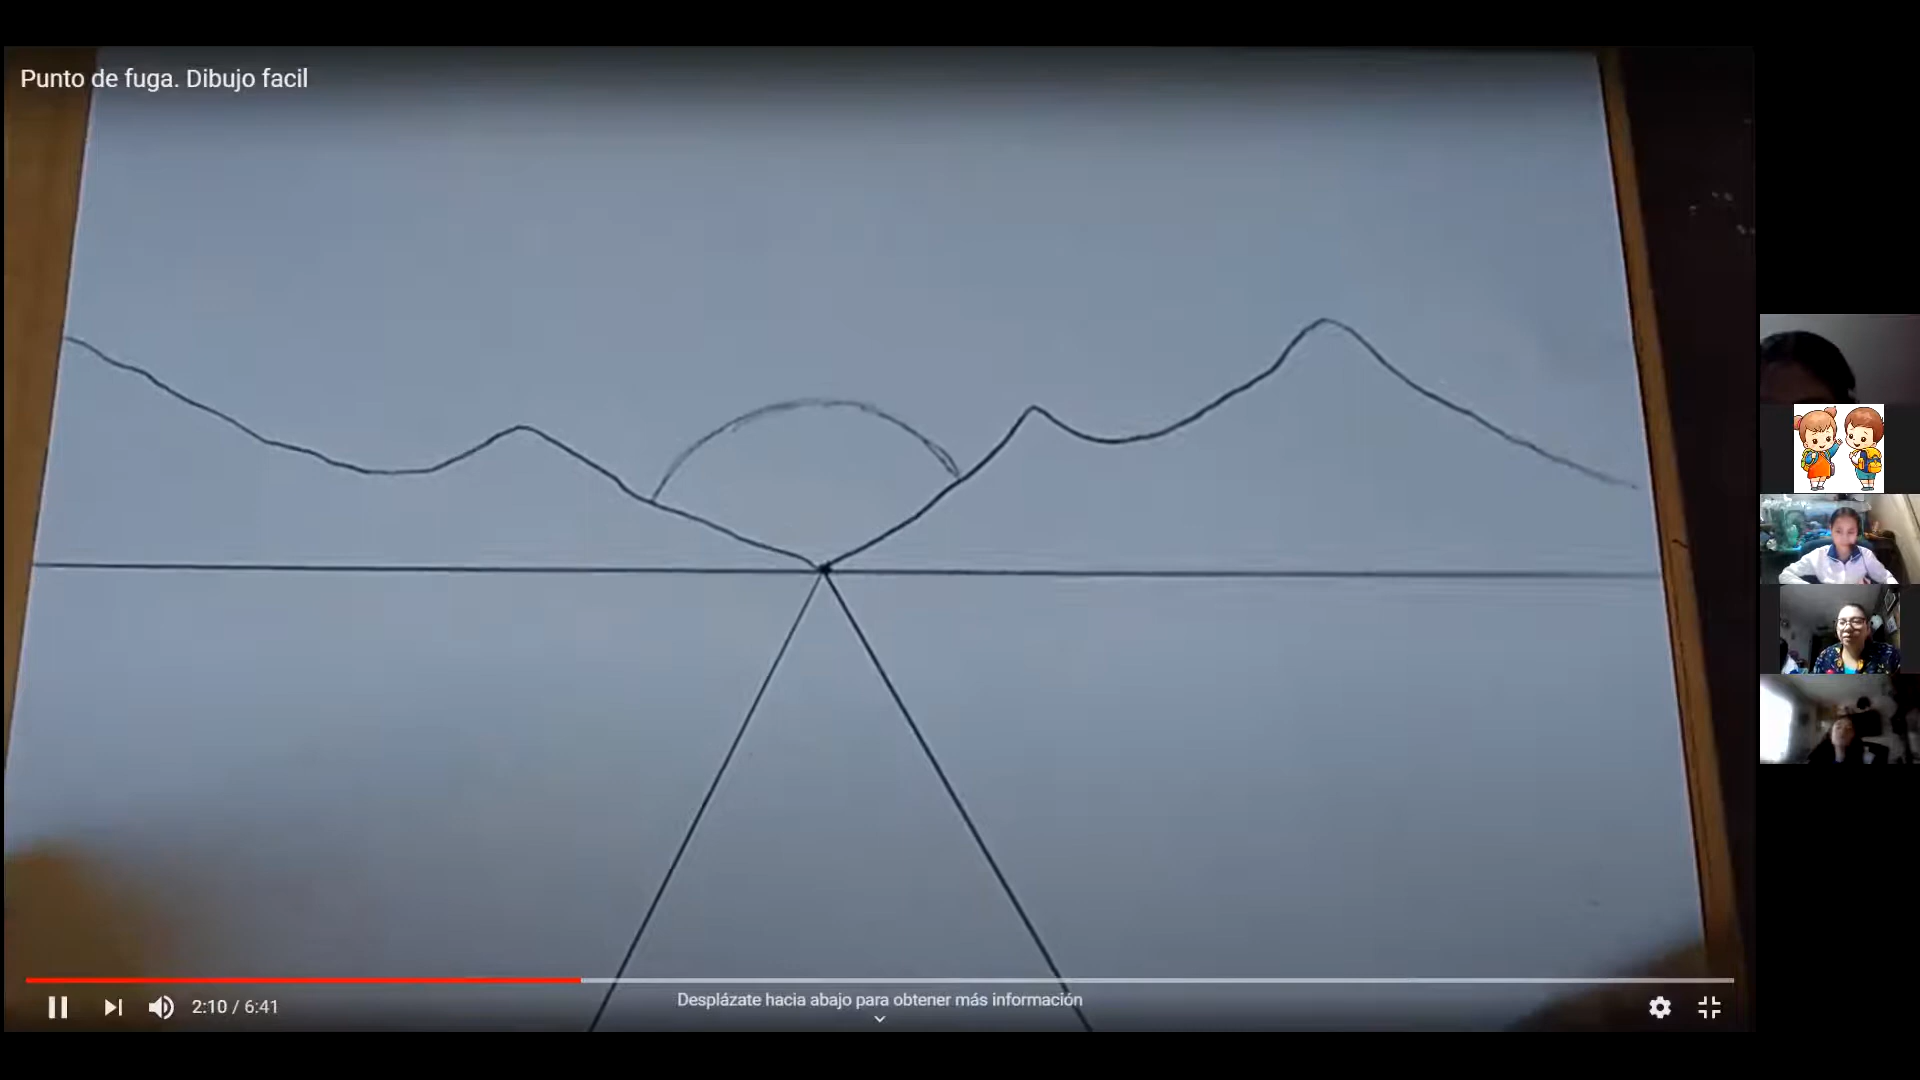 Punto de fuga. Dibujo facil
Desplázate hacia abajo para obtener más información
2:10 / 6:41